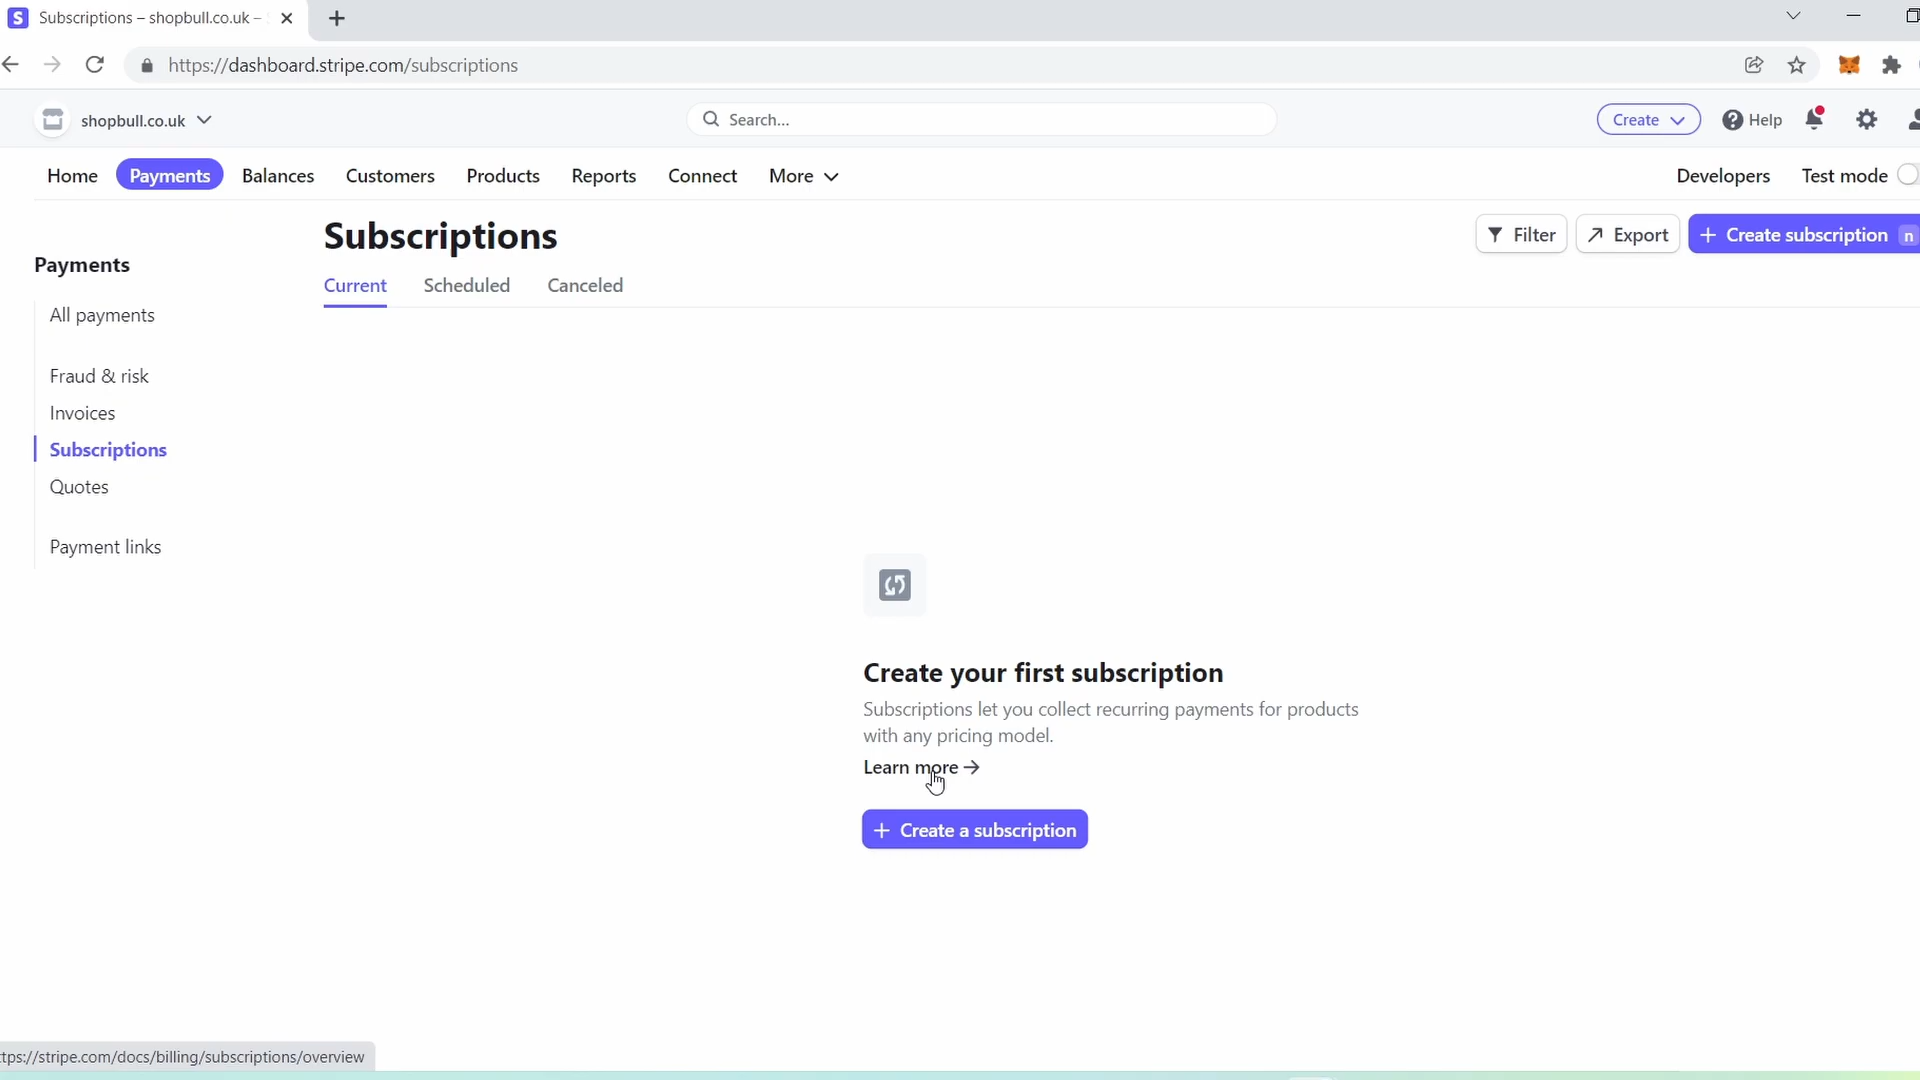 S Subscriptions – shopbull.co.uk –
https://dashboard.stripe.com/subscriptions
shopbull.co.uk
Search...
Create
? Help
Home Payments Balances Customers Products Reports Connect More
Developers Test mode
Subscriptions
Filter Export + Create subscription n
Current Scheduled Canceled
Payments
All payments
Fraud & risk
Invoices
Subscriptions
Quotes
Payment links
Create your first subscription
Subscriptions let you collect recurring payments for products
with any pricing model.
Learn more →
+ Create a subscription
tps://stripe.com/docs/billing/subscriptions/overview